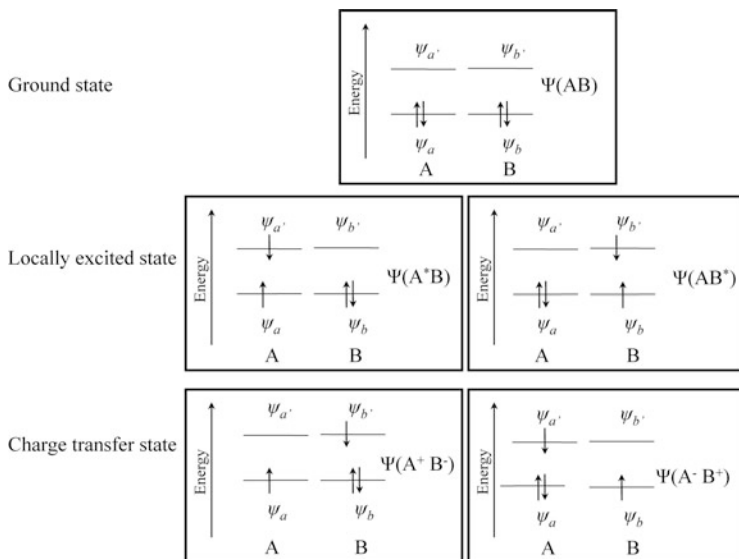 Ground state
Energy
ψa′ ψb′
Ψ(AB)
ψa ψb
A B
Locally excited state
Energy
ψa′ ψb′
Ψ(A*B)
ψa ψb
A B
Energy
ψa′ ψb′
Ψ(AB*)
ψa ψb
A B
Charge transfer state
Energy
ψa′ ψb′
Ψ(A+ B-)
ψa ψb
A B
Energy
ψa′ ψb′
Ψ(A- B+)
ψa ψb
A B